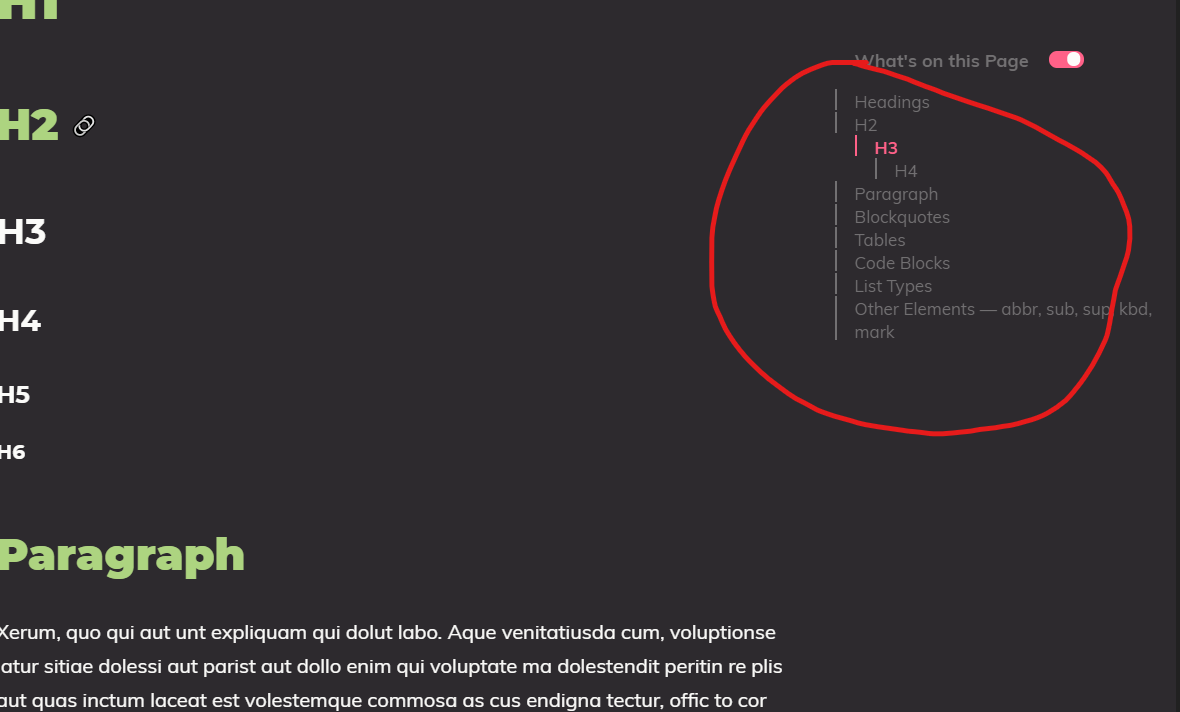 H1
What's on this Page
Headings
H2
H3
H4
Paragraph
Blockquotes
Tables
Code Blocks
List Types
Other Elements — abbr, sub, sup, kbd,
mark
H2
H3
H4
H5
H6
Paragraph
Xerum, quo qui aut unt expliquam qui dolut labo. Aque venitatiusda cum, voluptionse
iatur sitiae dolessi aut parist aut dollo enim qui voluptate ma dolestendit peritin re plis
aut quas inctum laceat est volestemque commosa as cus endigna tectur, offic to cor